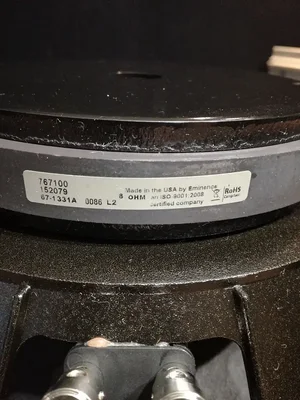 767100
152079
67-1331A 0086 L2
8 OHM
Made in the USA by Eminence
an ISO 9001:2008
certified company
RoHS